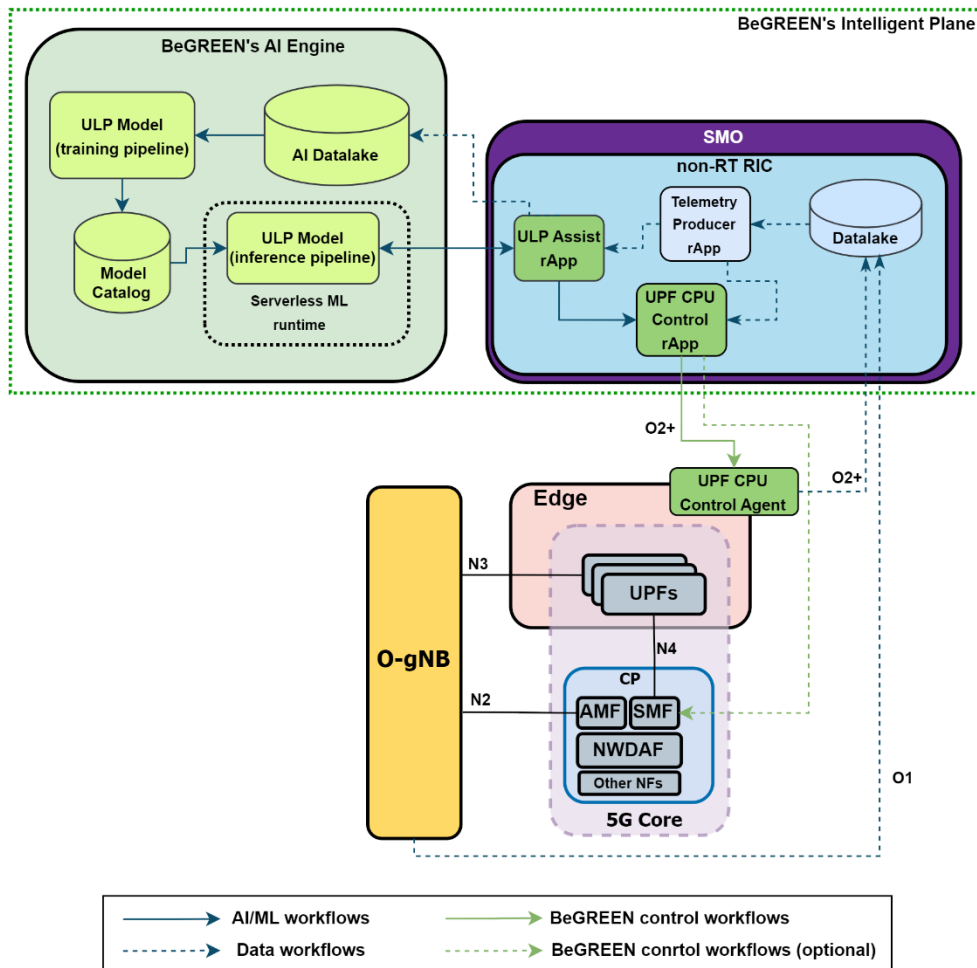 BeGREEN's Intelligent Plane
BeGREEN's AI Engine
ULP Model
(training pipeline)
AI Datalake
Model
Catalog
ULP Model
(inference pipeline)
Serverless ML
runtime
SMO
non-RT RIC
ULP Assist
rApp
Telemetry
Producer
rApp
Datalake
UPF CPU
Control
rApp
O2+
O2+
UPF CPU
Control Agent
Edge
N3
UPFs
O-gNB
N4
CP
N2
AMF
SMF
NWDAF
Other NFs
5G Core
O1
AI/ML workflows
BeGREEN control workflows
Data workflows
BeGREEN conrtol workflows (optional)